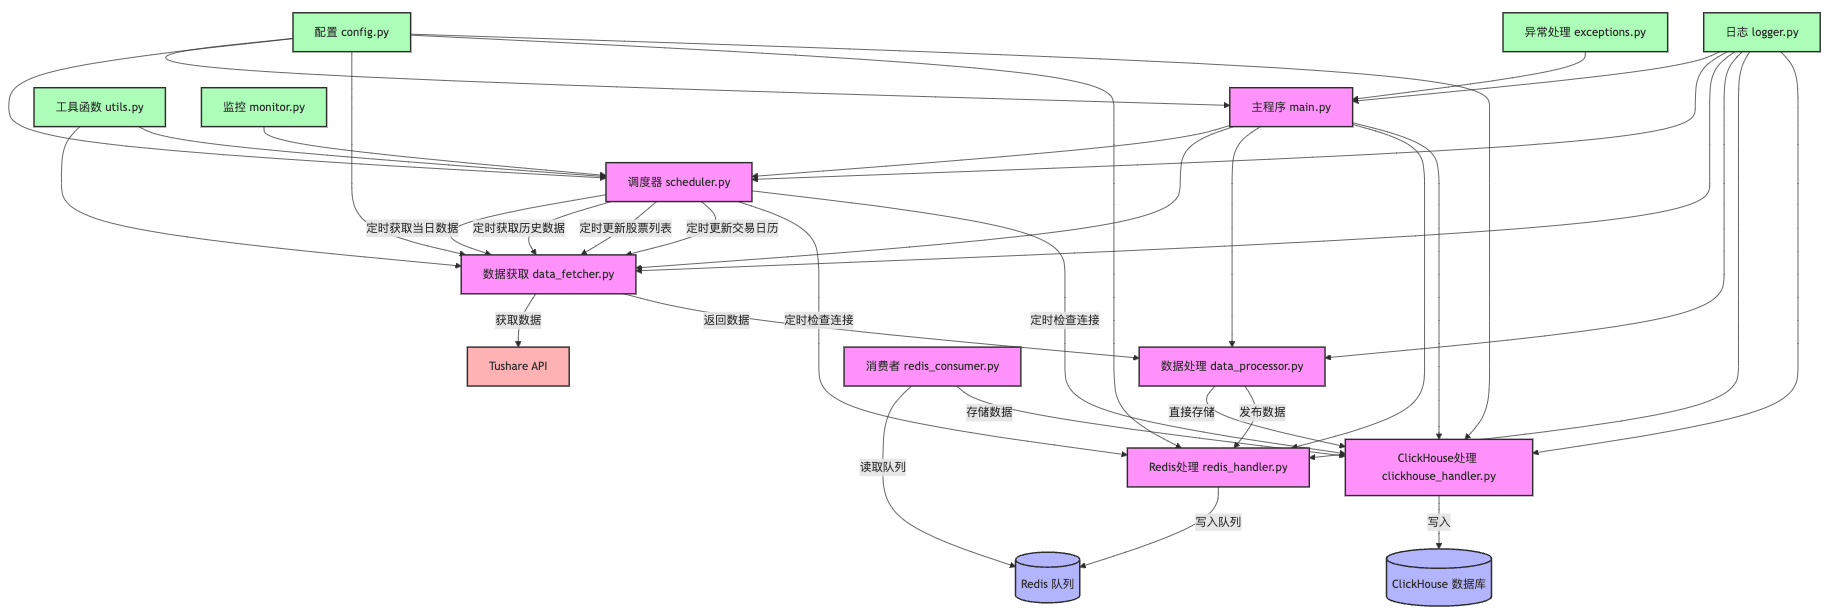 配置 config.py
异常处理 exceptions.py
日志 logger.py
工具函数 utils.py
监控 monitor.py
主程序 main.py
调度器 scheduler.py
定时获取当日数据
定时获取历史数据
定时更新股票列表
定时更新交易日历
数据获取 data_fetcher.py
获取数据
返回数据
定时检查连接
定时检查连接
Tushare API
消费者 redis_consumer.py
数据处理 data_processor.py
存储数据
直接存储
发布数据
读取队列
Redis处理 redis_handler.py
ClickHouse处理
clickhouse_handler.py
写入队列
写入
Redis 队列
ClickHouse 数据库